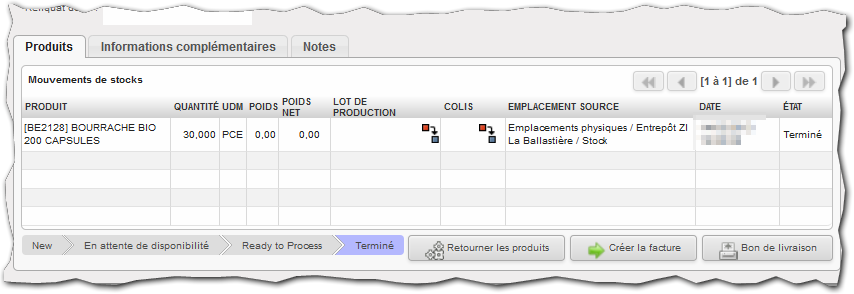 Produits Informations complémentaires Notes
Mouvements de stocks [1 à 1] de 1
PRODUIT QUANTITÉ UDM POIDS POIDS NET LOT DE PRODUCTION COLIS EMPLACEMENT SOURCE DATE ÉTAT
[BE2128] BOURRACHE BIO 30,000 PCE 0,00 0,00 Emplacements physiques / Entrepôt ZI Terminé
200 CAPSULES La Ballastière / Stock
New En attente de disponibilité Ready to Process Terminé Retourner les produits Créer la facture Bon de livraison